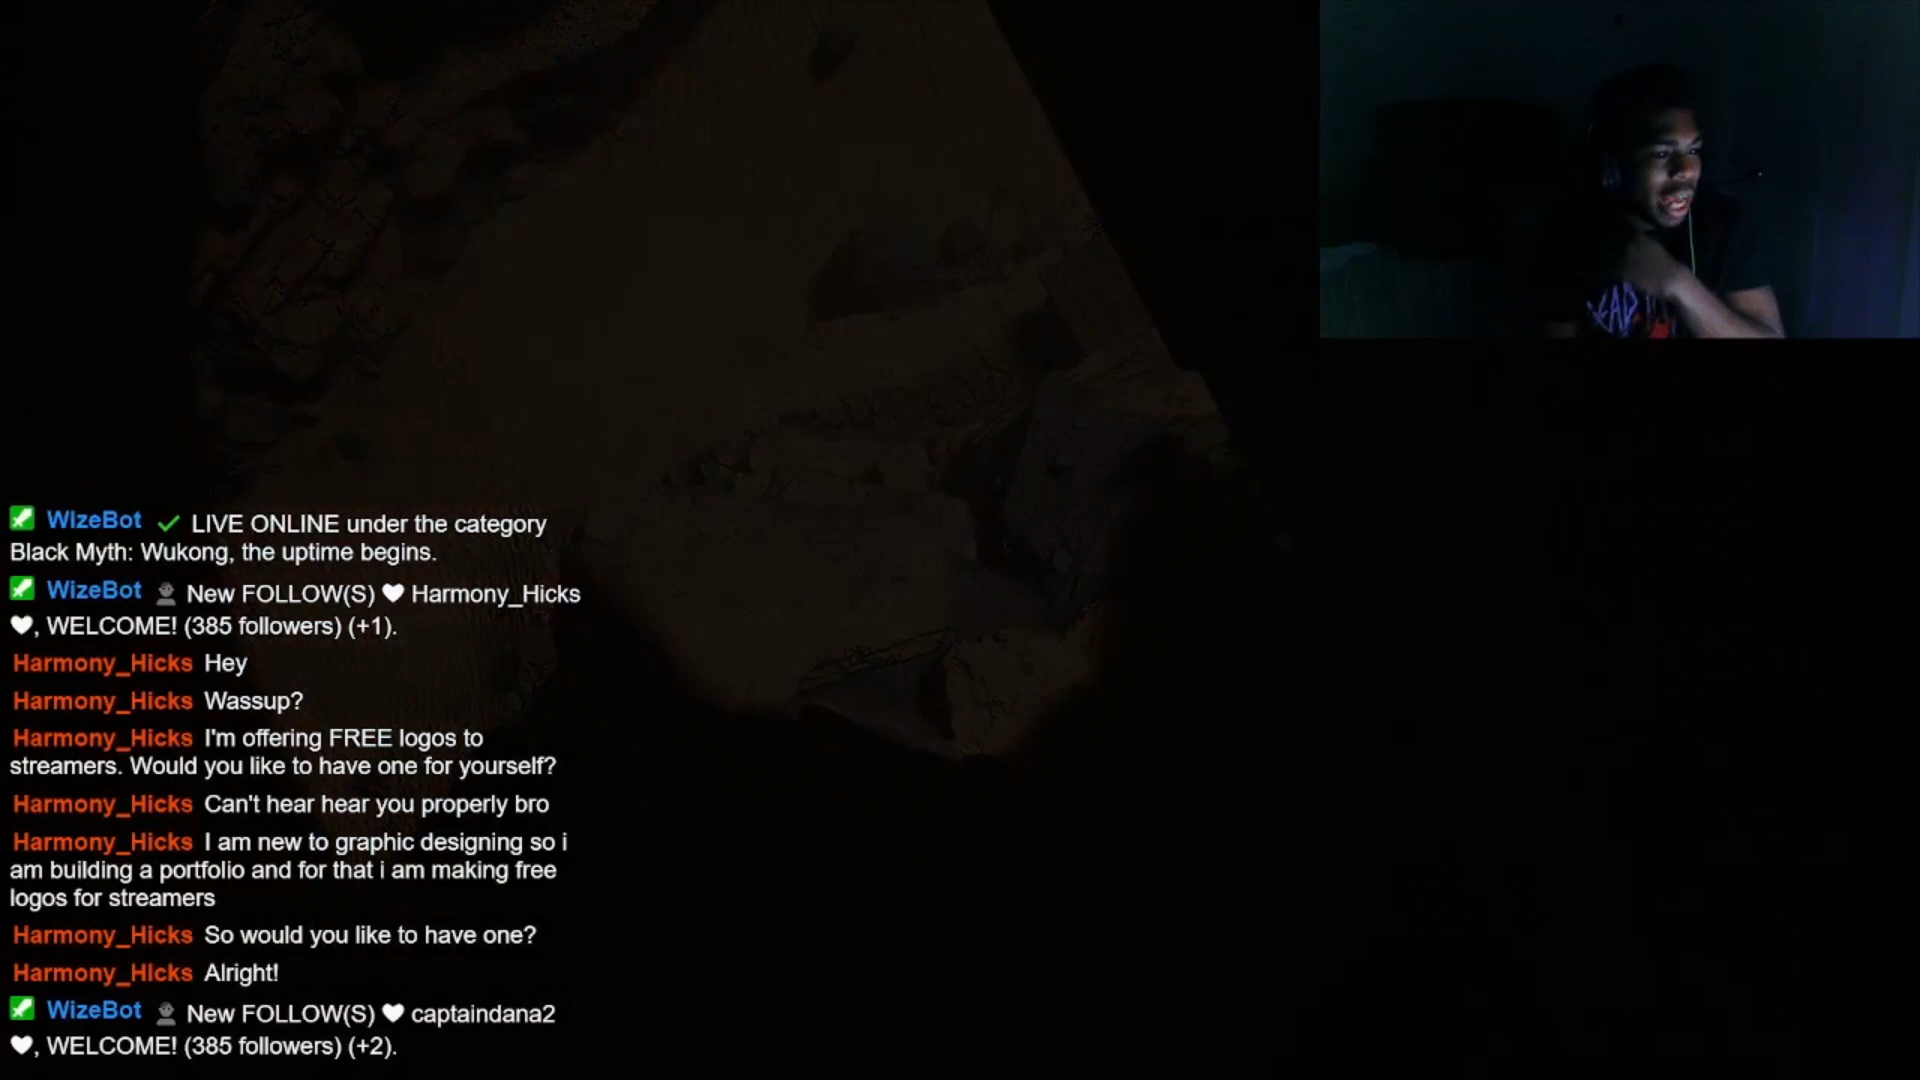 WizeBot LIVE ONLINE under the category
Black Myth: Wukong, the uptime begins.
WizeBot New FOLLOW(S) Harmony_Hicks
, WELCOME! (385 followers) (+1).
Harmony_Hicks Hey
Harmony_Hicks Wassup?
Harmony_Hicks I'm offering FREE logos to
streamers. Would you like to have one for yourself?
Harmony_Hicks Can't hear hear you properly bro
Harmony_Hicks I am new to graphic designing so i
am building a portfolio and for that i am making free
logos for streamers
Harmony_Hicks So would you like to have one?
Harmony_Hicks Alright!
WizeBot New FOLLOW(S) captaindana2
, WELCOME! (385 followers) (+2).